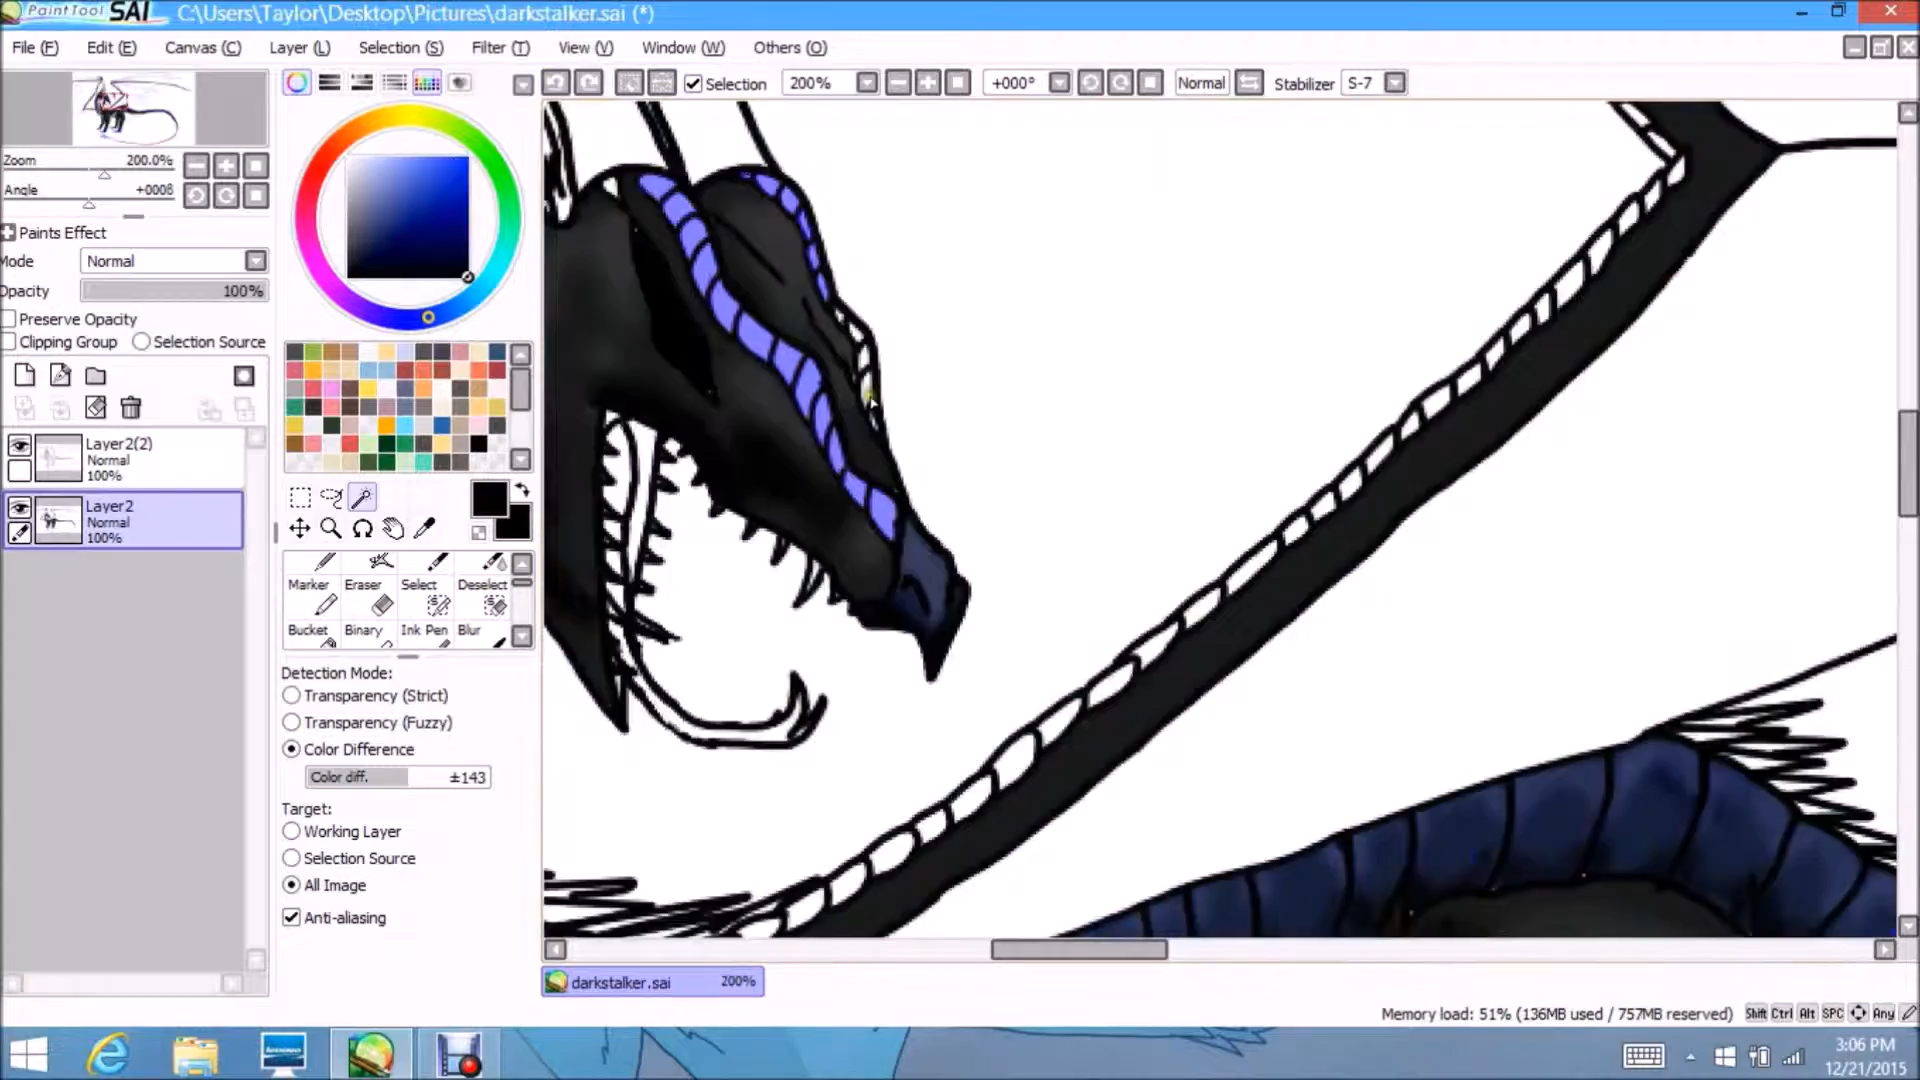 PaintTool SAI C:\Users\Taylor\Desktop\Pictures\darkstalker.sai (*)
File (F) Edit (E) Canvas (C) Layer (L) Selection (S) Filter (T) View (V) Window (W) Others (O)
Selection 200% +000° Normal Stabilizer S-7
Zoom 200.0%
Angle +000ß
Paints Effect
Mode Normal
Opacity 100%
Preserve Opacity
Clipping Group Selection Source
Layer2(2)
Normal
100%
Layer2
Normal
100%
Marker Eraser Select Deselect
Bucket Binary Ink Pen Blur
Detection Mode:
Transparency (Strict)
Transparency (Fuzzy)
Color Difference
Color diff. ±143
Target:
Working Layer
Selection Source
All Image
Anti-aliasing
darkstalker.sai 200%
Memory load: 51% (136MB used / 757MB reserved) Shift Ctrl Alt SPC Any
3:06 PM
12/21/2015